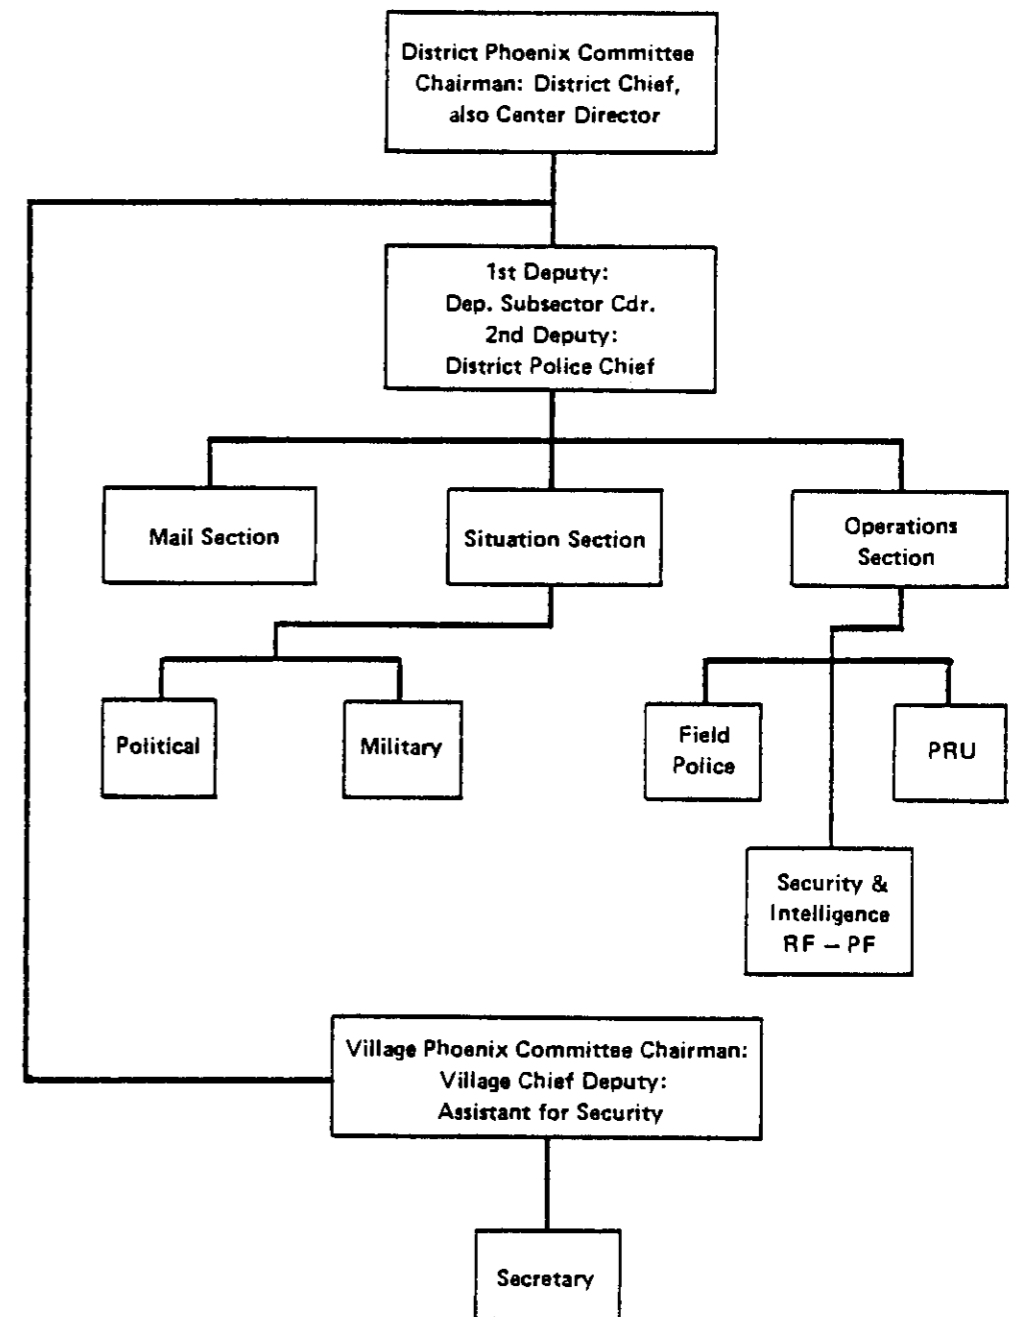 District Phoenix Committee
Chairman: District Chief,
also Center Director
1st Deputy:
Dep. Subsector Cdr.
2nd Deputy:
District Police Chief
Mail Section
Situation Section
Operations
Section
Political
Military
Field
Police
PRU
Security &
Intelligence
RF – PF
Village Phoenix Committee Chairman:
Village Chief Deputy:
Assistant for Security
Secretary